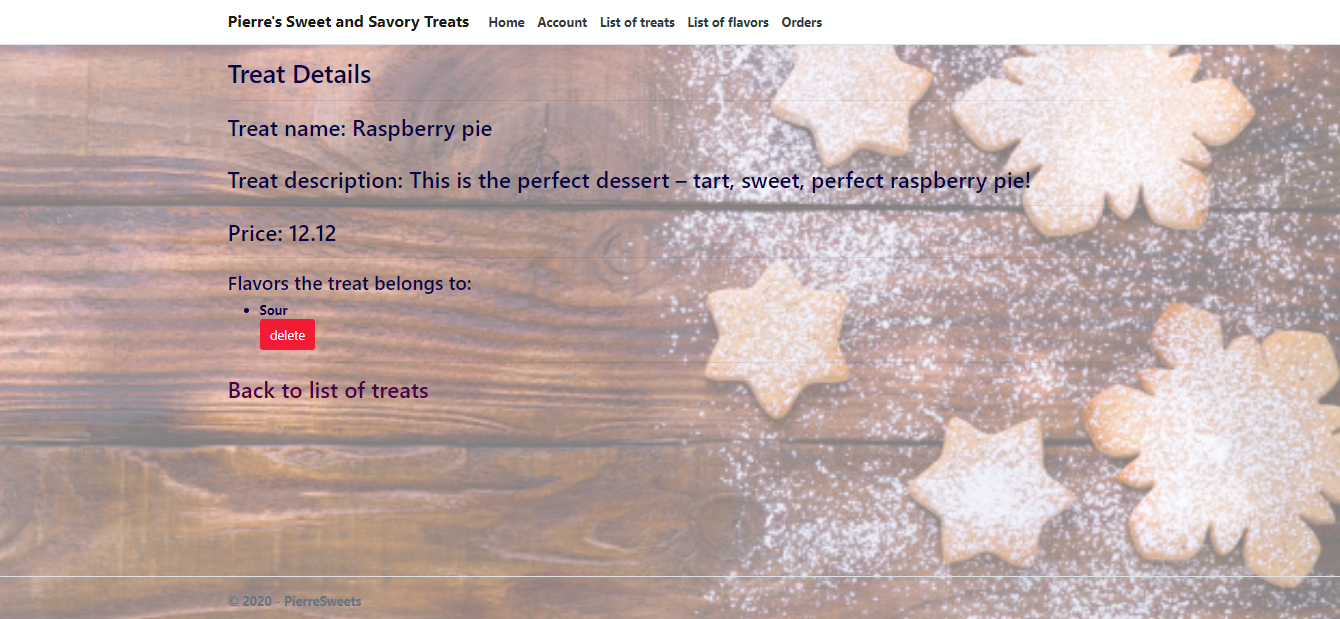 Pierre's Sweet and Savory Treats Home Account List of treats List of flavors Orders
Treat Details
Treat name: Raspberry pie
Treat description: This is the perfect dessert – tart, sweet, perfect raspberry pie!
Price: 12.12
Flavors the treat belongs to:
• Sour
delete
Back to list of treats
© 2020 - PierreSweets